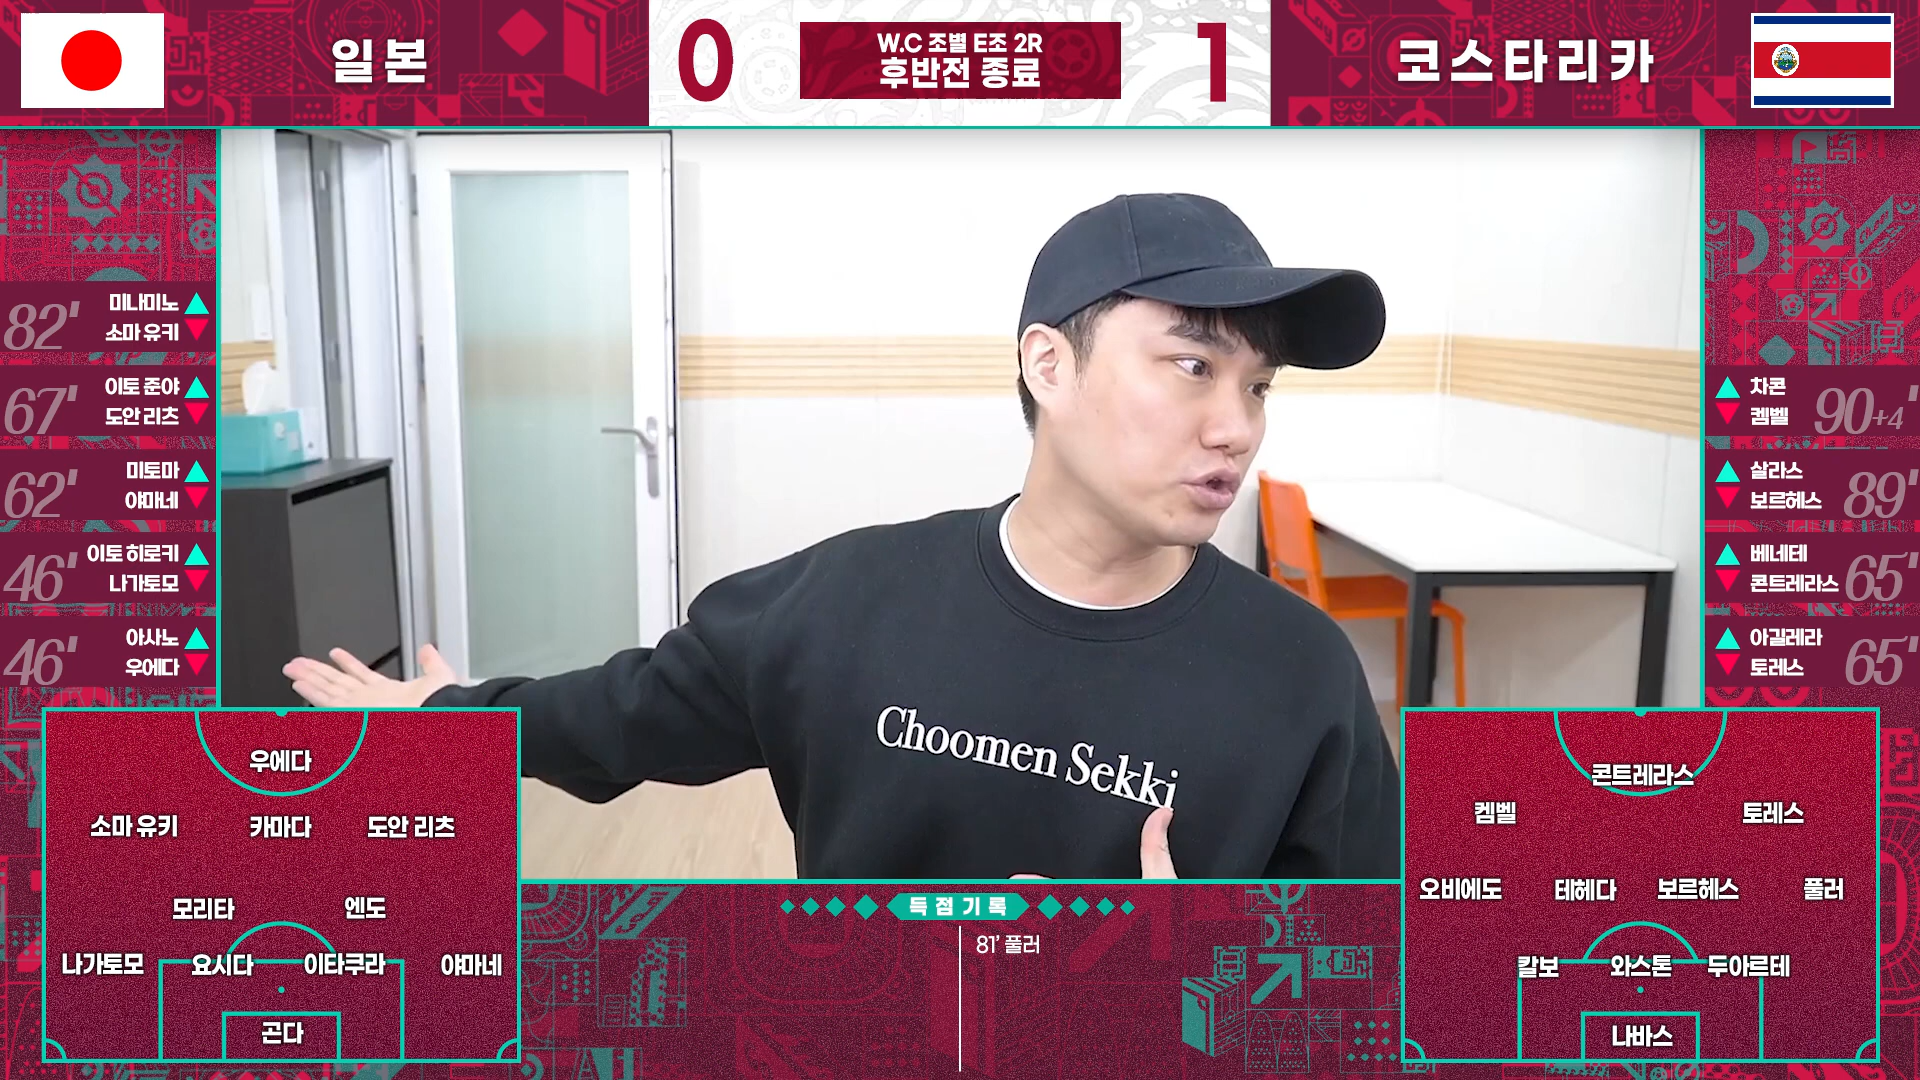 일본
0
W.C 조별 E조 2R
후반전 종료
1
코스타리카
82'
미나미노
소마 유키
67'
이토 준야
도안 리츠
62'
미토마
야마네
46'
이토 히로키
나가토모
46'
아사노
우에다
차콘
켐벨
90+4'
살라스
보르헤스
89'
베네테
콘트레라스
65'
아길레라
토레스
65'
Choomen Sekki
우에다
소마 유키 카마다 도안 리츠
모리타 엔도
나가토모 요시다 이타쿠라 야마네
곤다
득점기록
81' 풀러
콘트레라스
켐벨 토레스
오비에도 테헤다 보르헤스 풀러
칼보 와스톤 두아르테
나바스